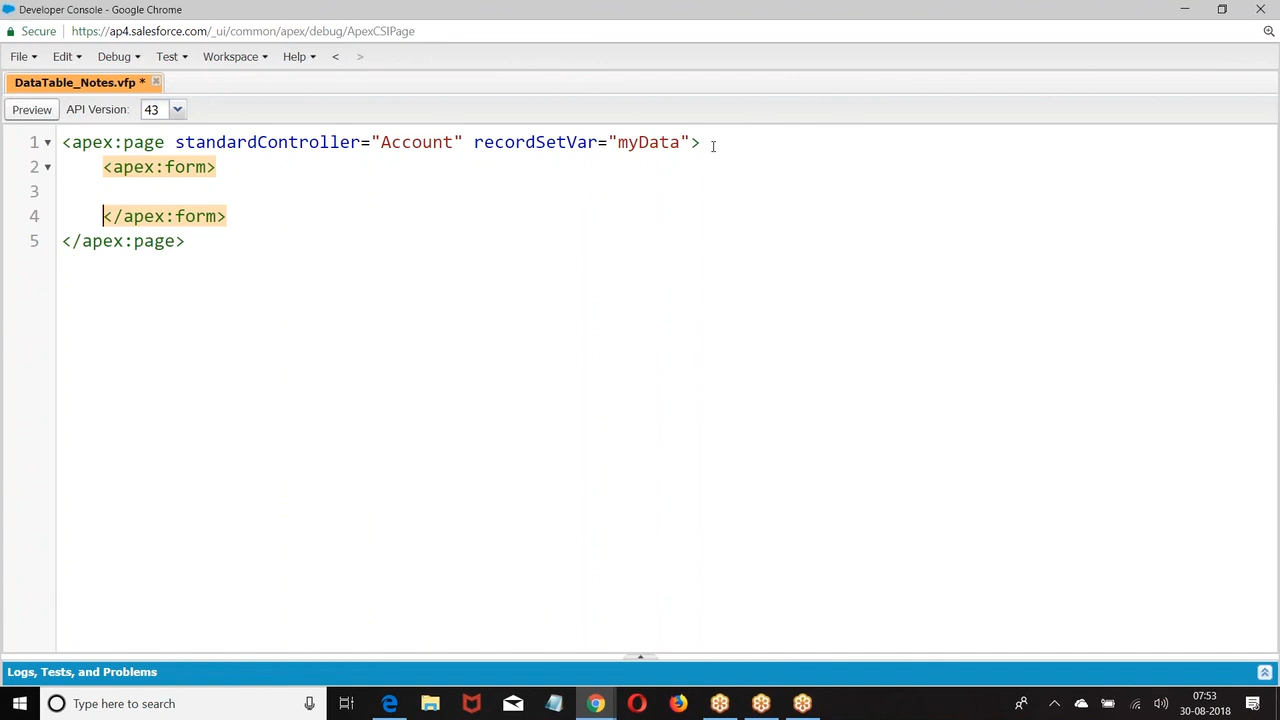 Developer Console - Google Chrome
Secure https://ap4.salesforce.com/_ui/common/apex/debug/ApexCSIPage
File Edit Debug Test Workspace Help < >
DataTable_Notes.vfp *
Preview API Version: 43
1 <apex:page standardController="Account" recordSetVar="myData">
2 <apex:form>
3
4 </apex:form>
5 </apex:page>
Logs, Tests, and Problems
Type here to search
07:53
30-08-2018